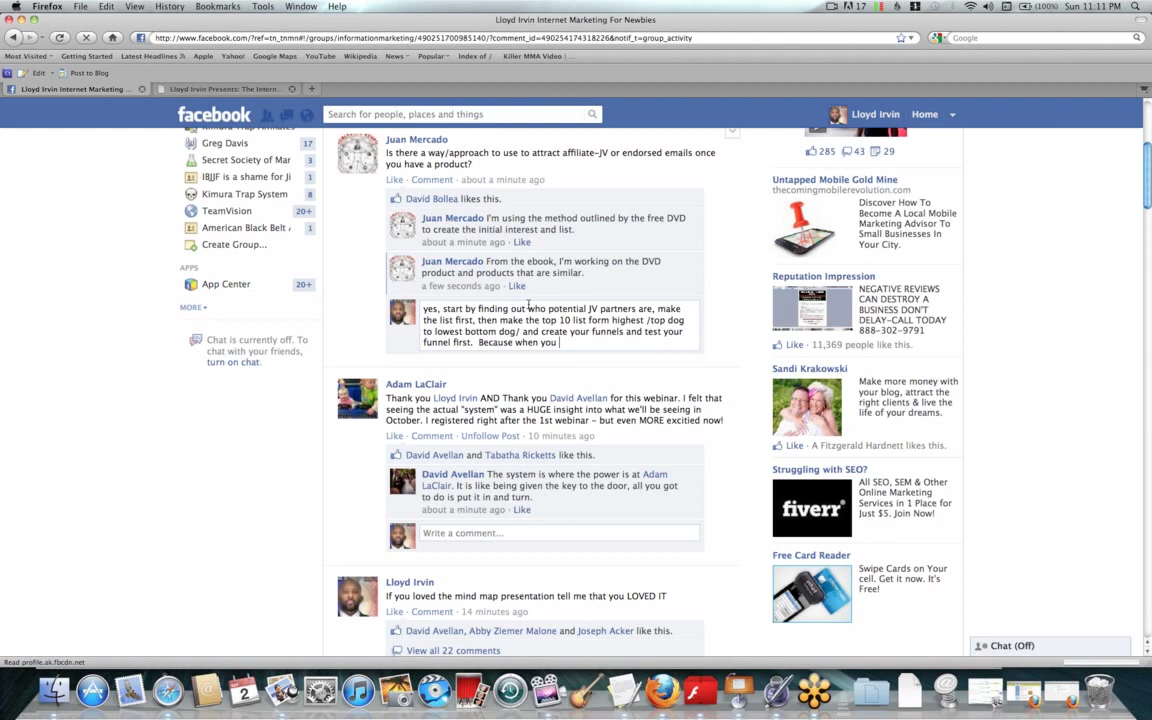 Firefox File Edit View History Bookmarks Tools Window Help
17 1 (100%) Sun 11:11 PM
Lloyd Irvin Internet Marketing For Newbies
http://www.facebook.com/?ref=tn_tnmn#!/groups/informationmarketing/490251700985140/?comment_id=490254174318226&notif_t=group_activity
Google
Most Visited Getting Started Latest Headlines Apple Yahoo! Google Maps YouTube Wikipedia News Popular Index of / Killer MMA Video | ...
Edit Post to Blog
Lloyd Irvin Internet Marketing ...
Lloyd Irvin Presents: The Intern...
facebook
Search for people, places and things
Lloyd Irvin Home
Kimura Trap Affiliates
Greg Davis 17
Secret Society of Mar 3
IBJJF is a shame for Ji 1
Kimura Trap System 8
TeamVision 20+
American Black Belt 1
Create Group...
APPS
App Center 20+
MORE
Chat is currently off. To
chat with your friends,
turn on chat.
Juan Mercado
Is there a way/approach to use to attract affiliate-JV or endorsed emails once
you have a product?
Like · Comment · about a minute ago
David Bollea likes this.
Juan Mercado I'm using the method outlined by the free DVD
to create the initial interest and list.
about a minute ago · Like
Juan Mercado From the ebook, I'm working on the DVD
product and products that are similar.
a few seconds ago · Like
yes, start by finding out who potential JV partners are, make
the list first, then make the top 10 list form highest /top dog
to lowest bottom dog/ and create your funnels and test your
funnel first.  Because when you
Adam LaClair
Thank you Lloyd Irvin AND Thank you David Avellan for this webinar. I felt that
seeing the actual "system" was a HUGE insight into what we'll be seeing in
October. I registered right after the 1st webinar - but even MORE excitied now!
Like · Comment · Unfollow Post · 10 minutes ago
David Avellan and Tabatha Ricketts like this.
David Avellan The system is where the power is at Adam
LaClair. It is like being given the key to the door, all you got
to do is put it in and turn.
about a minute ago · Like
Write a comment...
Lloyd Irvin
If you loved the mind map presentation tell me that you LOVED IT
Like · Comment · 14 minutes ago
David Avellan, Abby Ziemer Malone and Joseph Acker like this.
View all 22 comments
285 43 29
Untapped Mobile Gold Mine
thecomingmobilerevolution.com
Discover How To
Become A Local Mobile
Marketing Advisor To
Small Businesses In
Your City.
Reputation Impression
NEGATIVE REVIEWS
CAN DESTROY A
BUSINESS DON'T
DELAY-CALL TODAY
888-302-9791
Like · 11,369 people like this.
Sandi Krakowski
Make more money with
your blog, attract the
right clients & live the
life of your dreams.
Like · A Fitzgerald Hardnett likes this.
Struggling with SEO?
fiverr
All SEO, SEM & Other
Online Marketing
Services in 1 Place for
Just $5. Join Now!
Free Card Reader
Swipe Cards on Your
cell. Get it now. It's
Free!
Chat (Off)
Read profile.ak.fbcdn.net
2